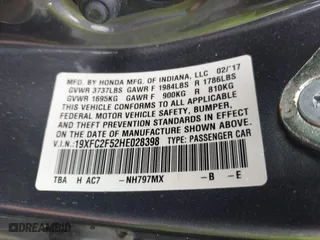 MFD. BY HONDA MFG. OF INDIANA, LLC 02/'17
GVWR 3737LBS GAWR F 1984LBS R 1786LBS
GVWR 1695KG GAWR F 900KG R 810KG
THIS VEHICLE CONFORMS TO ALL APPLICABLE
FEDERAL MOTOR VEHICLE SAFETY, BUMPER,
AND THEFT PREVENTION STANDARDS IN EFFECT ON
THE DATE OF MANUFACTURE SHOWN ABOVE.
V.I.N.: 19XFC2F52HE028398 TYPE: PASSENGER CAR
TBA H AC7 -NH797MX -B -E